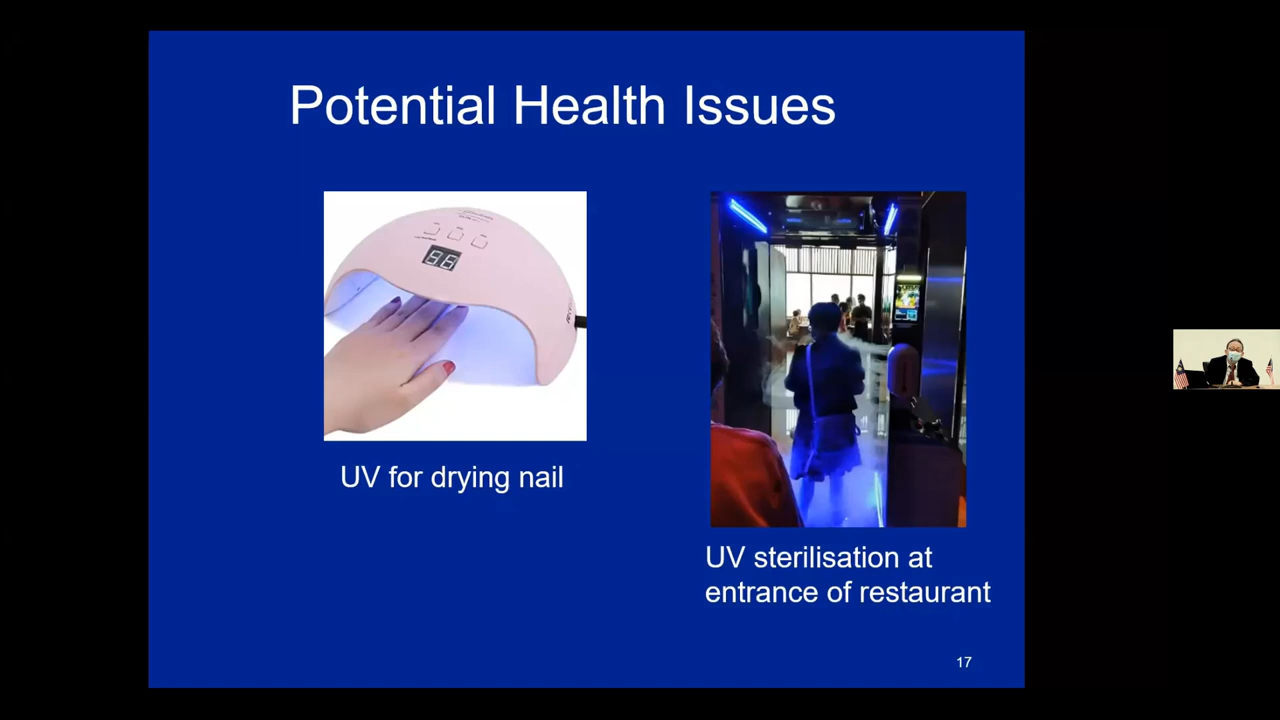 Potential Health Issues
UV for drying nail
UV sterilisation at
entrance of restaurant
17